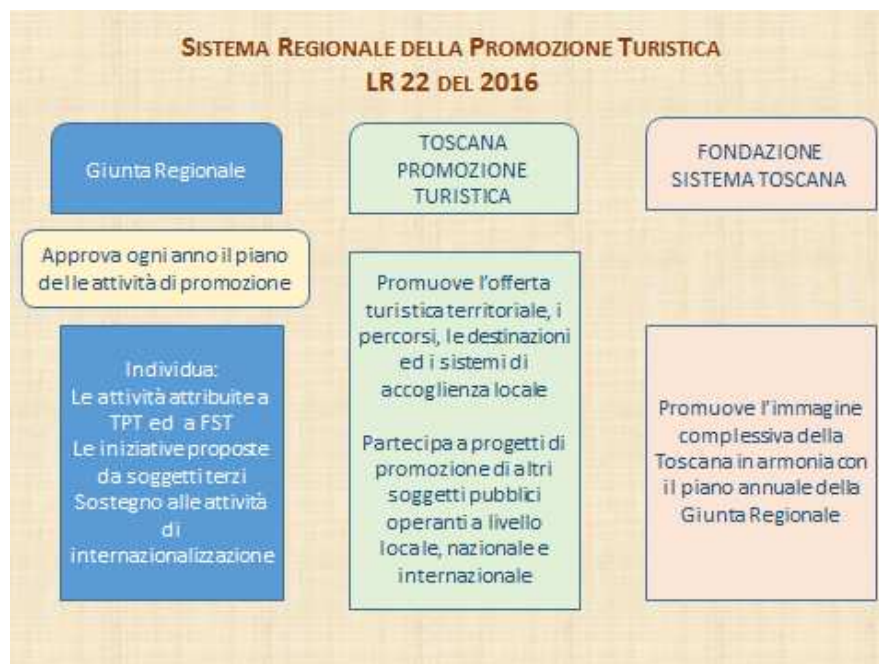 SISTEMA REGIONALE DELLA PROMOZIONE TURISTICA
LR 22 DEL 2016
Giunta Regionale
Approva ogni anno il piano
delle attività di promozione
Individua:
Le attività attribuite a
TPT ed a FST
Le iniziative proposte
da soggetti terzi
Sostegno alle attività
di
internazionalizzazione
TOSCANA
PROMOZIONE
TURISTICA
Promuove l'offerta
turistica territoriale, i
percorsi, le destinazioni
ed i sistemi di
accoglienza locale
Partecipa a progetti di
promozione di altri
soggetti pubblici
operanti a livello
locale, nazionale e
internazionale
FONDAZIONE
SISTEMA TOSCANA
Promuove l'immagine
complessiva della
Toscana in armonia con
il piano annuale della
Giunta Regionale